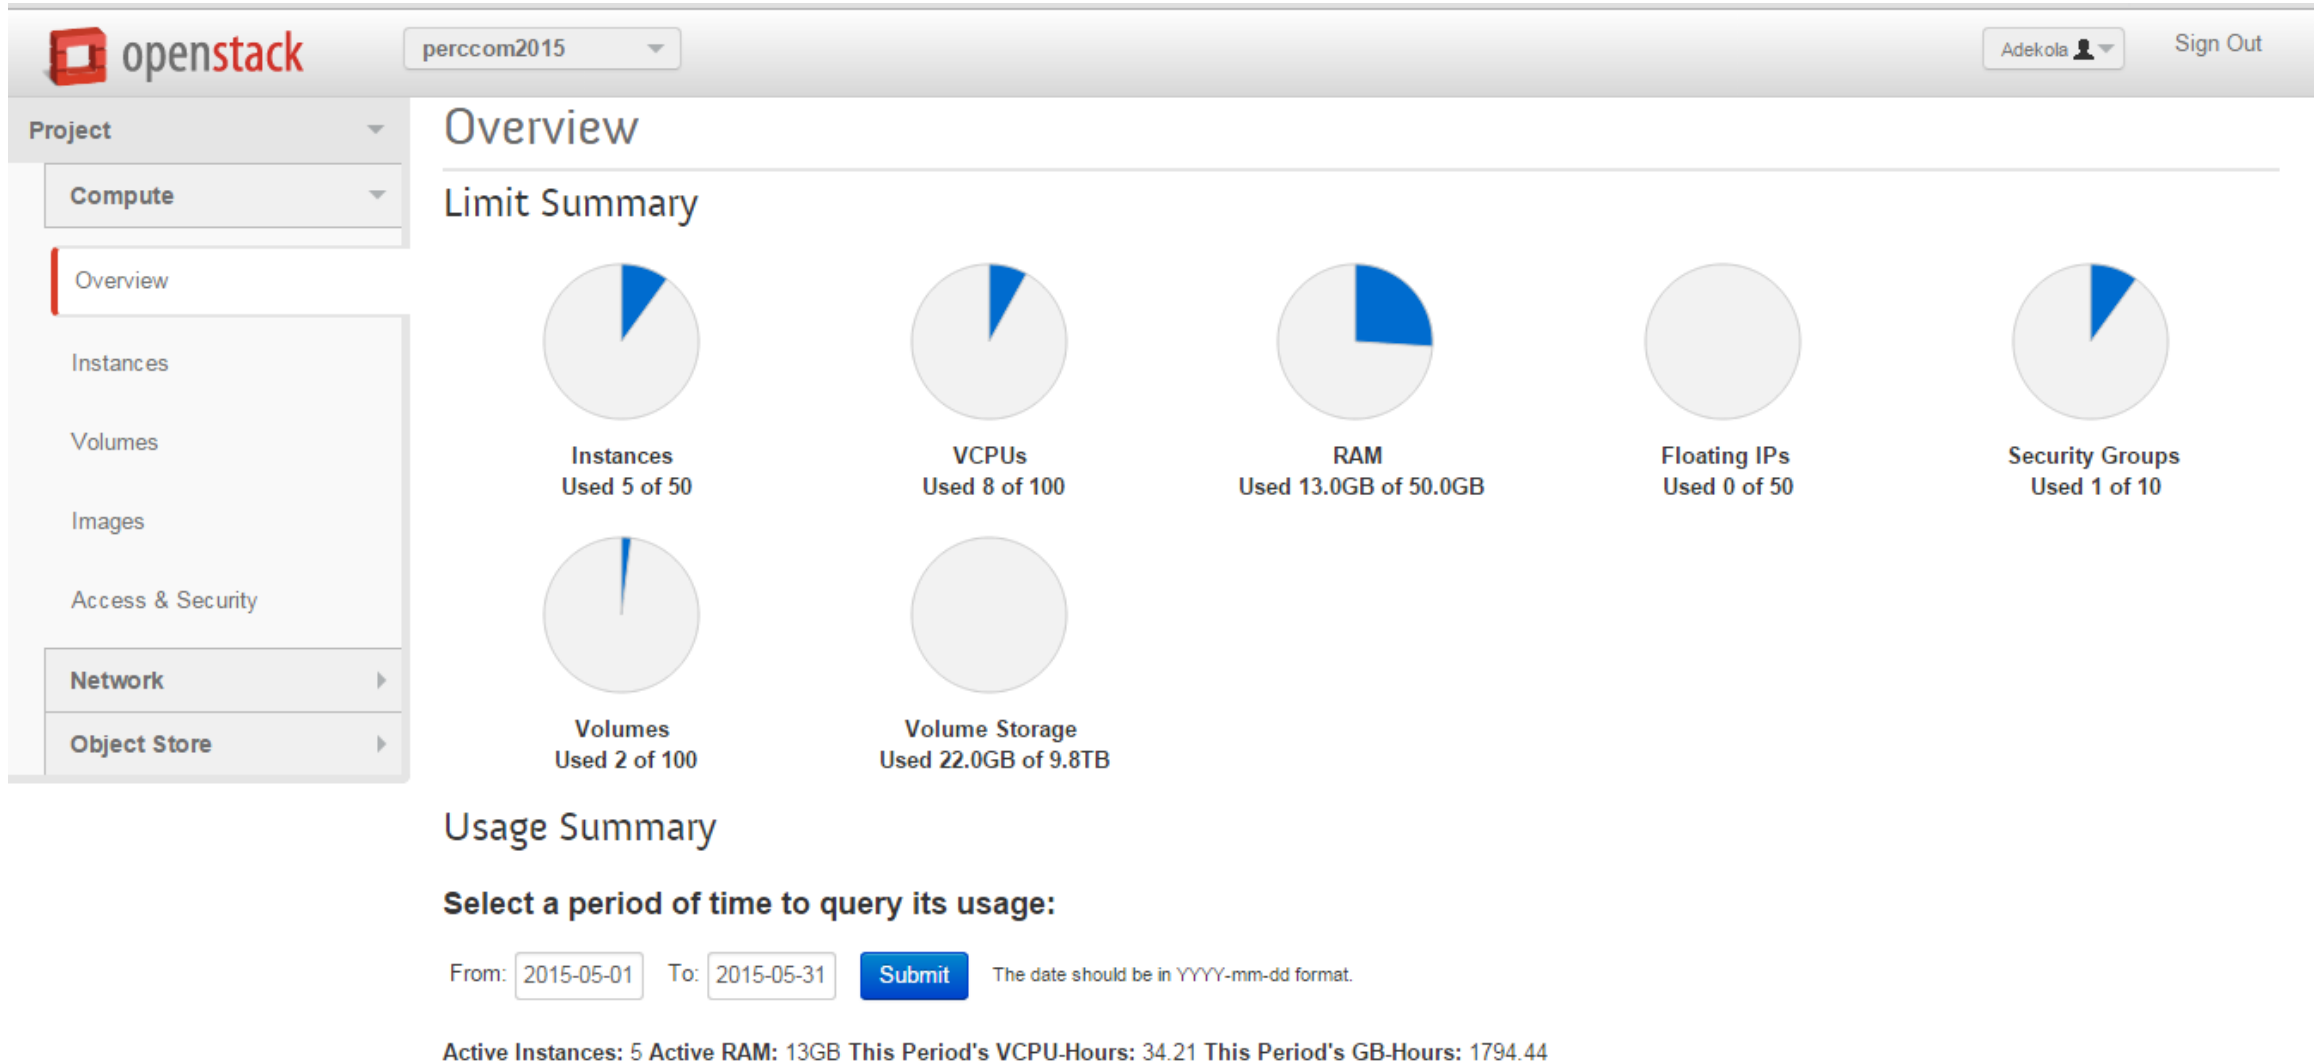 openstack
perccom2015
Adekola
Sign Out
Project
Compute
Overview
Instances
Volumes
Images
Access & Security
Network
Object Store
Overview
Limit Summary
Instances
Used 5 of 50
VCPUs
Used 8 of 100
RAM
Used 13.0GB of 50.0GB
Floating IPs
Used 0 of 50
Security Groups
Used 1 of 10
Volumes
Used 2 of 100
Volume Storage
Used 22.0GB of 9.8TB
Usage Summary
Select a period of time to query its usage:
From: 2015-05-01 To: 2015-05-31 Submit The date should be in YYYY-mm-dd format.
Active Instances: 5 Active RAM: 13GB This Period's VCPU-Hours: 34.21 This Period's GB-Hours: 1794.44